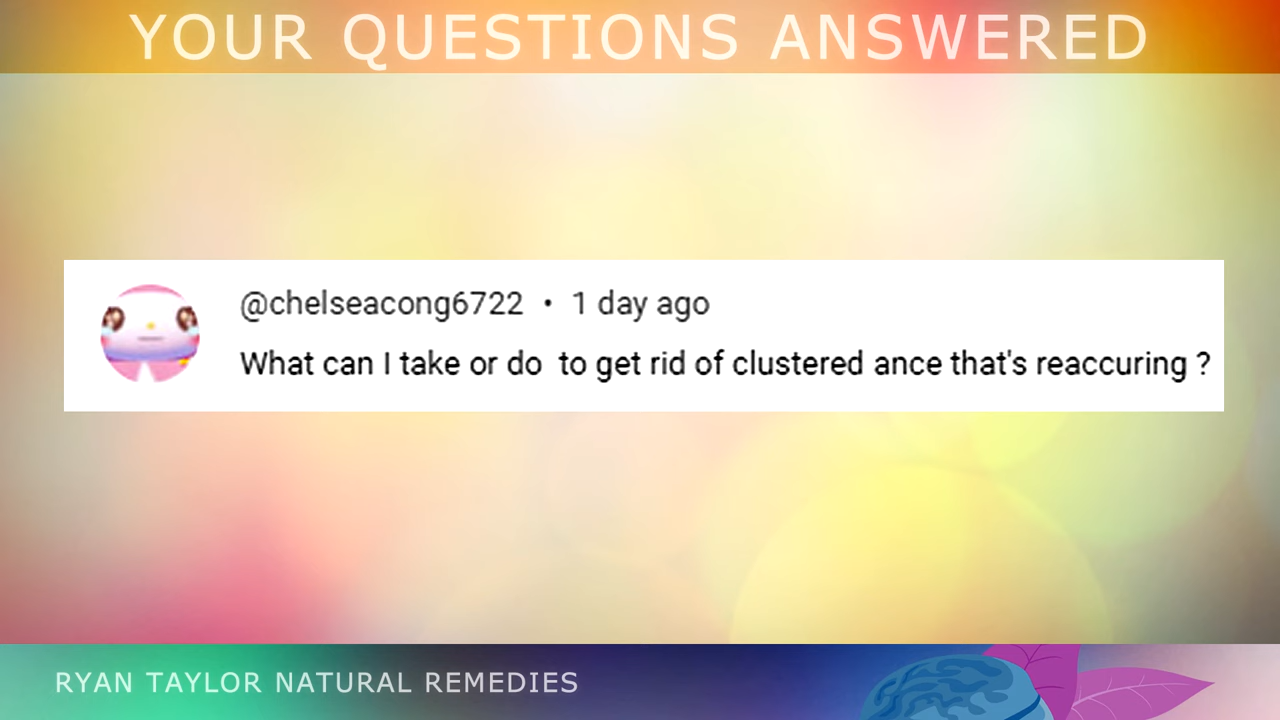 YOUR QUESTIONS ANSWERED
@chelseacong6722 • 1 day ago
What can I take or do  to get rid of clustered ance that's reaccuring ?
RYAN TAYLOR NATURAL REMEDIES